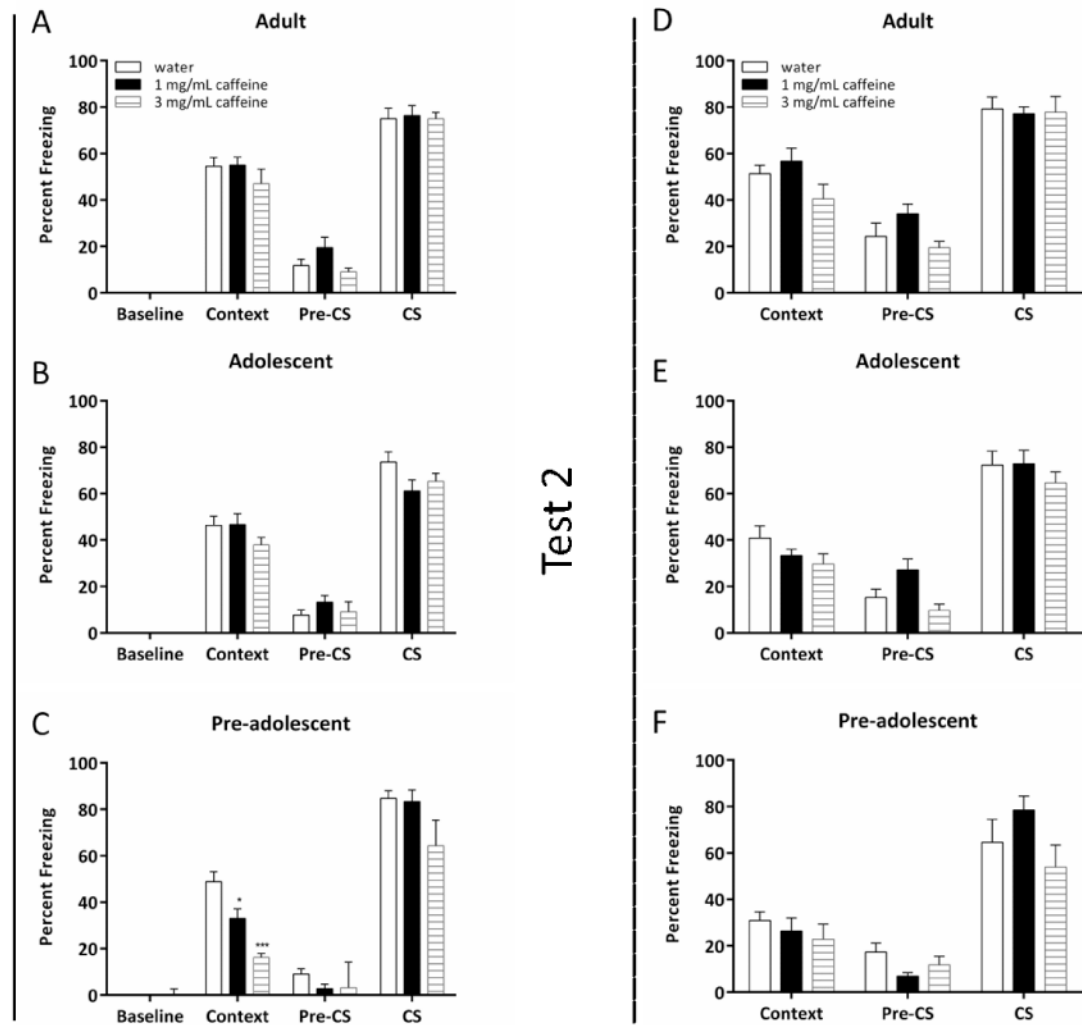 A
Adult
100
80
60
40
20
0
Percent Freezing
water
1 mg/mL caffeine
3 mg/mL caffeine
Baseline
Context
Pre-CS
CS
B
Adolescent
100
80
60
40
20
0
Percent Freezing
Baseline
Context
Pre-CS
CS
C
Pre-adolescent
100
80
60
40
20
0
Percent Freezing
*
***
Baseline
Context
Pre-CS
CS
Test 2
D
Adult
100
80
60
40
20
0
Percent Freezing
water
1 mg/mL caffeine
3 mg/mL caffeine
Context
Pre-CS
CS
E
Adolescent
100
80
60
40
20
0
Percent Freezing
Context
Pre-CS
CS
F
Pre-adolescent
100
80
60
40
20
0
Percent Freezing
Context
Pre-CS
CS